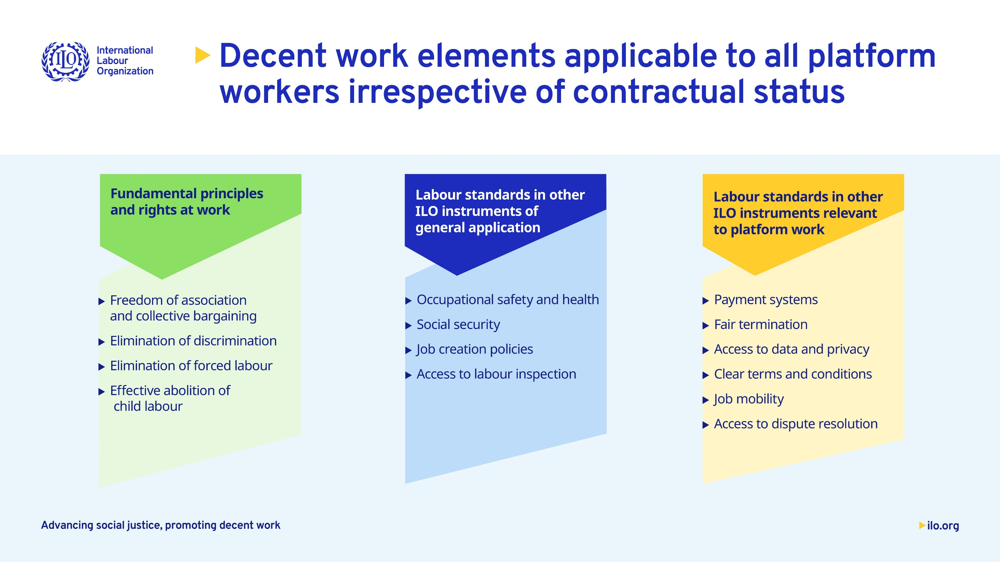 ILO
International
Labour
Organization
Decent work elements applicable to all platform
workers irrespective of contractual status
Fundamental principles
and rights at work
Freedom of association
and collective bargaining
Elimination of discrimination
Elimination of forced labour
Effective abolition of
child labour
Labour standards in other
ILO instruments of
general application
Occupational safety and health
Social security
Job creation policies
Access to labour inspection
Labour standards in other
ILO instruments relevant
to platform work
Payment systems
Fair termination
Access to data and privacy
Clear terms and conditions
Job mobility
Access to dispute resolution
Advancing social justice, promoting decent work
ilo.org